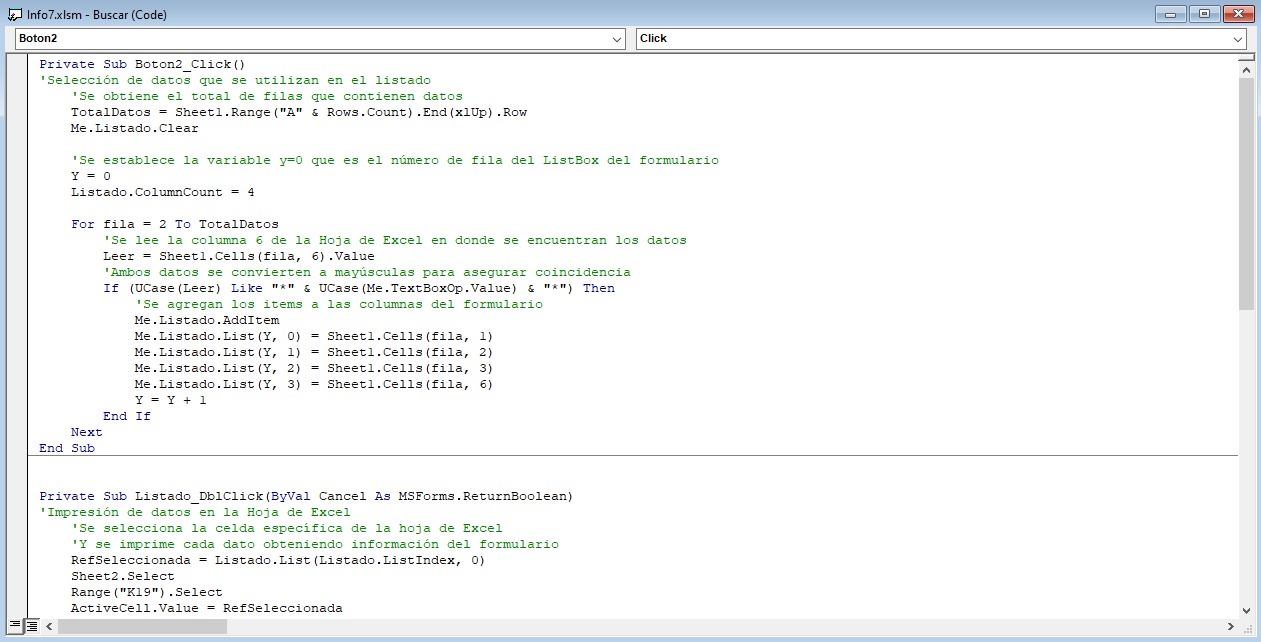 Info7.xlsm - Buscar (Code)
Boton2 Click
Private Sub Boton2_Click()
'Selección de datos que se utilizan en el listado
'Se obtiene el total de filas que contienen datos
TotalDatos = Sheet1.Range("A" & Rows.Count).End(xlUp).Row
Me.Listado.Clear
'Se establece la variable y=0 que es el número de fila del ListBox del formulario
Y = 0
Listado.ColumnCount = 4
For fila = 2 To TotalDatos
'Se lee la columna 6 de la Hoja de Excel en donde se encuentran los datos
Leer = Sheet1.Cells(fila, 6).Value
'Ambos datos se convierten a mayúsculas para asegurar coincidencia
If (UCase(Leer) Like "*" & UCase(Me.TextBoxOp.Value) & "*") Then
'Se agregan los items a las columnas del formulario
Me.Listado.AddItem
Me.Listado.List(Y, 0) = Sheet1.Cells(fila, 1)
Me.Listado.List(Y, 1) = Sheet1.Cells(fila, 2)
Me.Listado.List(Y, 2) = Sheet1.Cells(fila, 3)
Me.Listado.List(Y, 3) = Sheet1.Cells(fila, 6)
Y = Y + 1
End If
Next
End Sub
Private Sub Listado_DblClick(ByVal Cancel As MSForms.ReturnBoolean)
'Impresión de datos en la Hoja de Excel
'Se selecciona la celda específica de la hoja de Excel
'Y se imprime cada dato obteniendo información del formulario
RefSeleccionada = Listado.List(Listado.ListIndex, 0)
Sheet2.Select
Range("K19").Select
ActiveCell.Value = RefSeleccionada